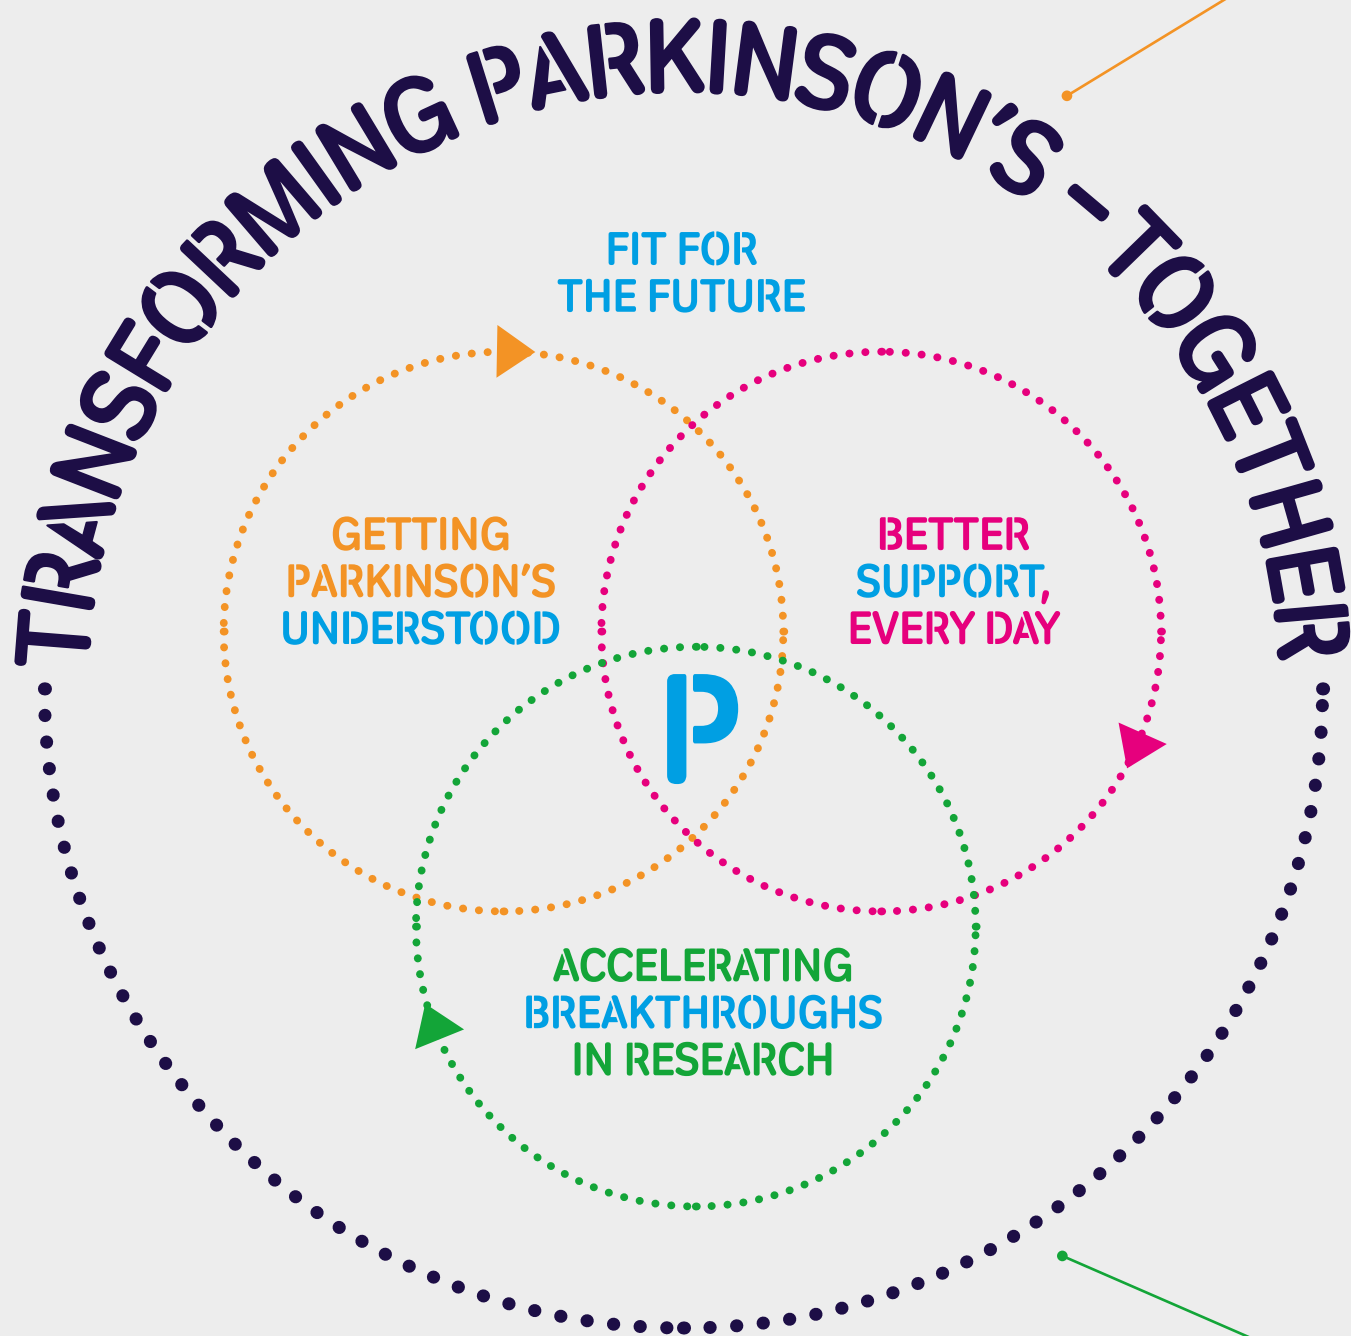 TRANSFORMING PARKINSON'S – TOGETHER
FIT FOR
THE FUTURE
GETTING
PARKINSON'S
UNDERSTOOD
BETTER
SUPPORT,
EVERY DAY
P
ACCELERATING
BREAKTHROUGHS
IN RESEARCH